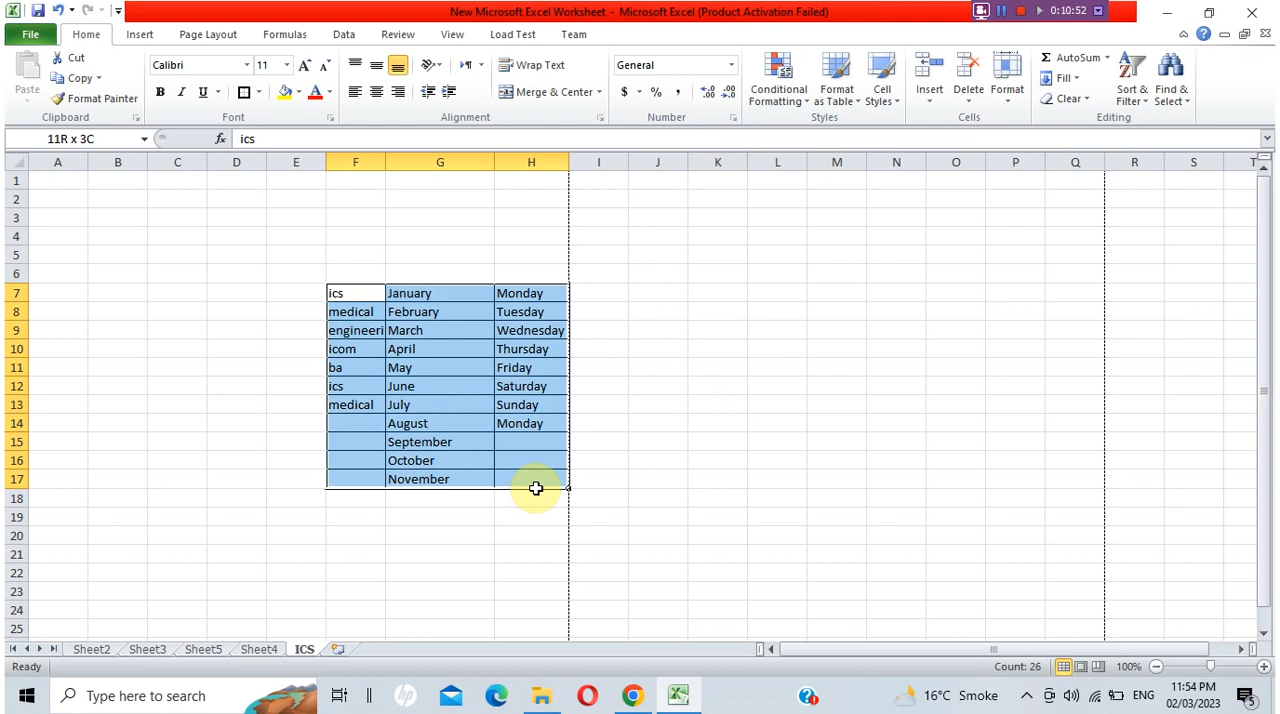 New Microsoft Excel Worksheet - Microsoft Excel (Product Activation Failed)
0:10:52
File Home Insert Page Layout Formulas Data Review View Load Test Team
Paste
Cut
Copy
Format Painter
Clipboard
Calibri 11
B I U
Font
Wrap Text
Merge & Center
Alignment
General
$ % ,
Number
Conditional Formatting
Format as Table
Cell Styles
Styles
Insert Delete Format
Cells
AutoSum
Fill
Clear
Sort & Filter
Find & Select
Editing
11R x 3C fx ics
A B C D E F G H I J K L M N O P Q R S T
1
2
3
4
5
6
7 ics January Monday
8 medical February Tuesday
9 engineeri March Wednesday
10 icom April Thursday
11 ba May Friday
12 ics June Saturday
13 medical July Sunday
14 August Monday
15 September
16 October
17 November
18
19
20
21
22
23
24
25
Sheet2 Sheet3 Sheet5 Sheet4 ICS
Ready Count: 26 100%
Type here to search
hp
16°C Smoke
ENG
11:54 PM
02/03/2023
5